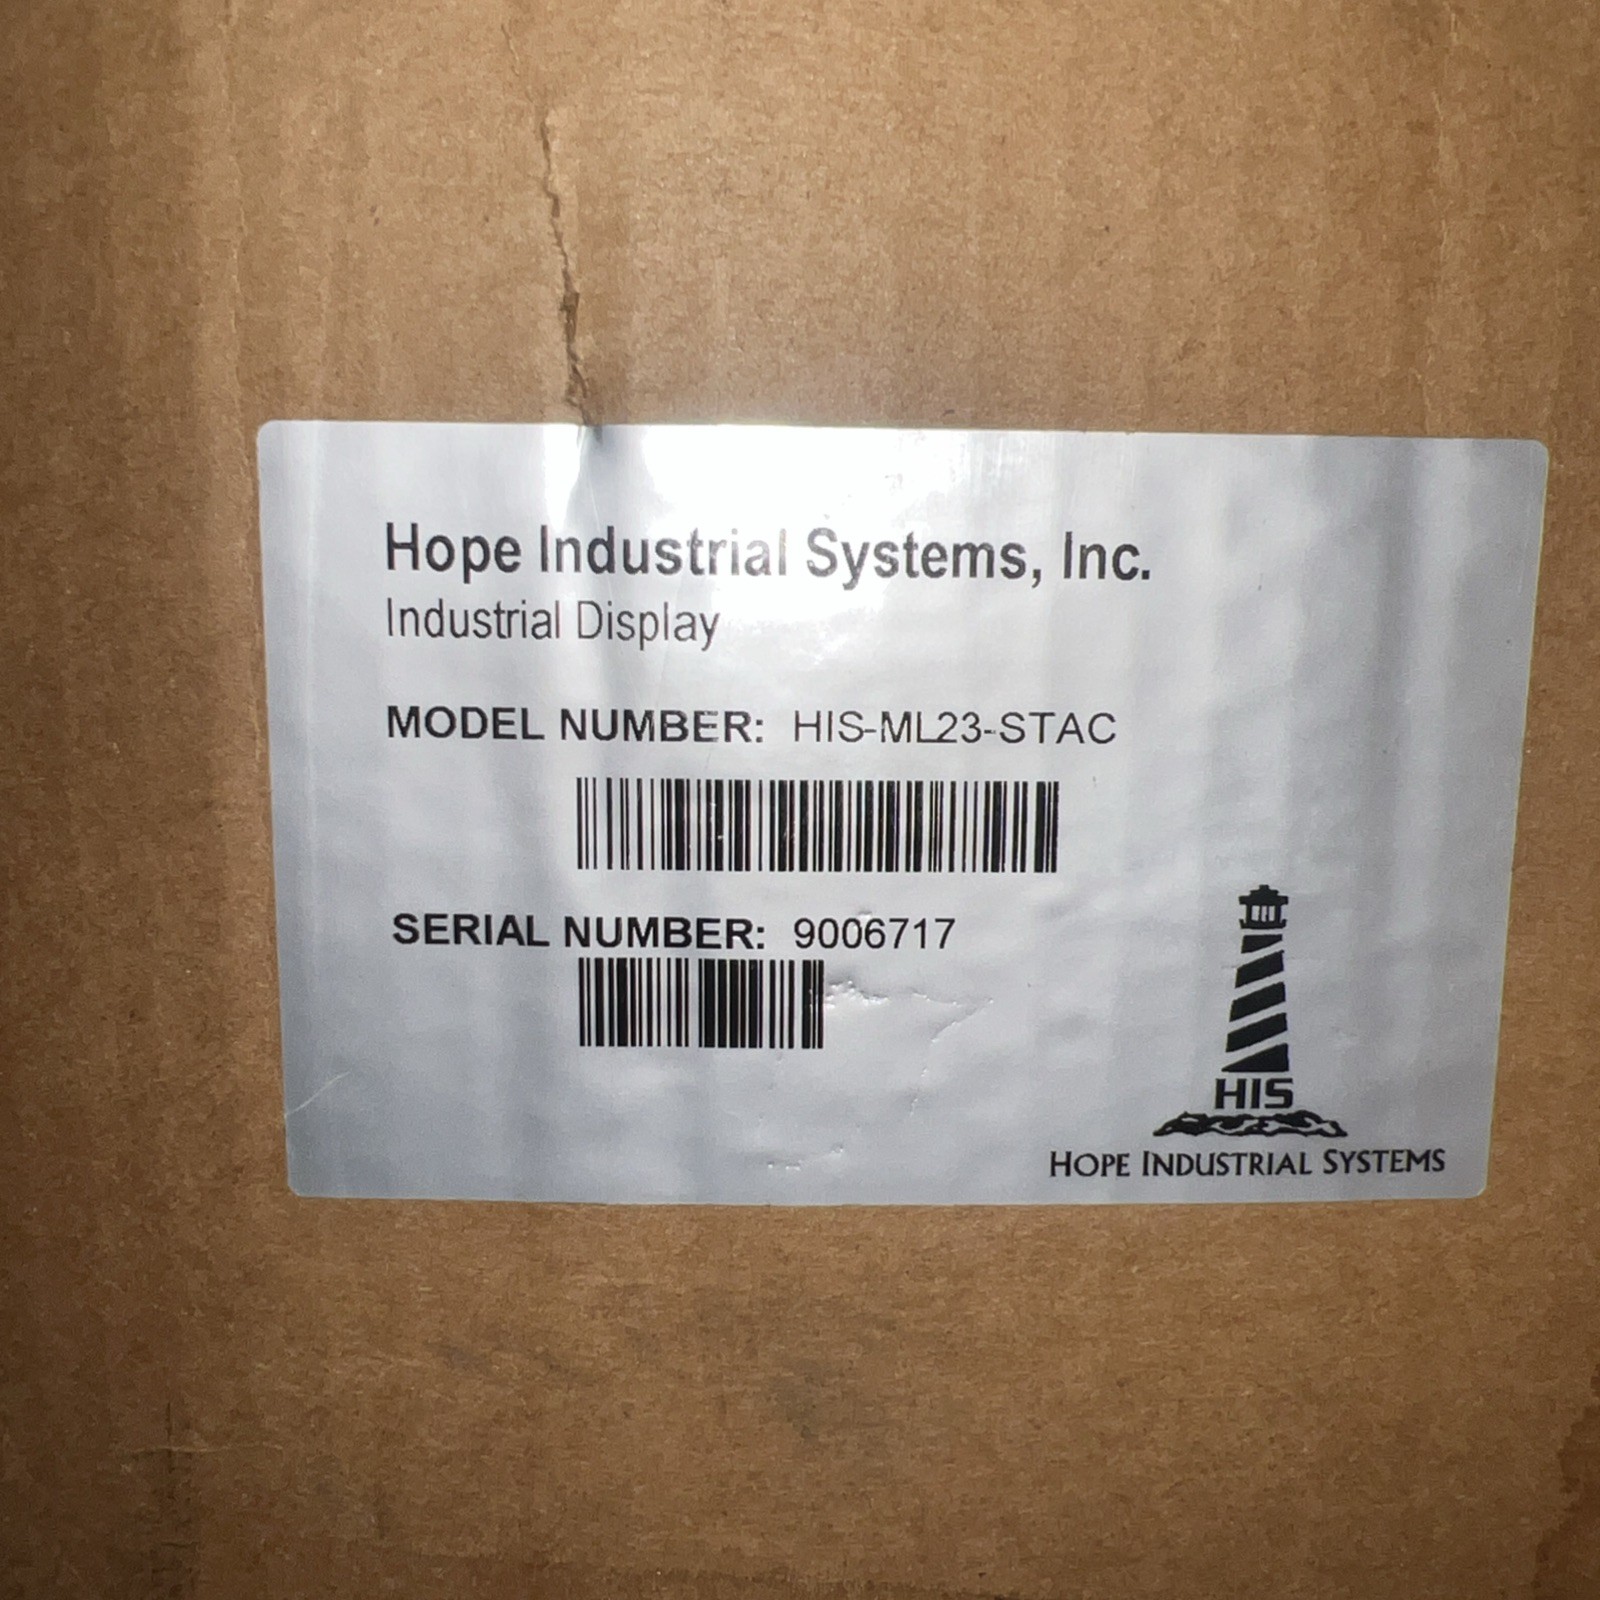 Hope Industrial Systems, Inc.
Industrial Display
MODEL NUMBER: HIS-ML23-STAC
SERIAL NUMBER: 9006717
HIS
HOPE INDUSTRIAL SYSTEMS